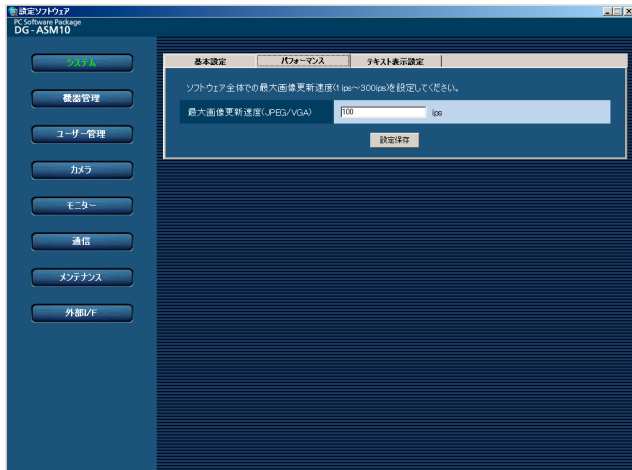 設定ソフトウェア
PC Software Package
DG-ASM10
システム
機器管理
ユーザー管理
カメラ
モニター
通信
メンテナンス
外部I/F
基本設定 パフォーマンス テキスト表示設定
ソフトウェア全体での最大画像更新速度(1ips～300ips)を設定してください。
最大画像更新速度(JPEG/VGA) 100 ips
設定保存